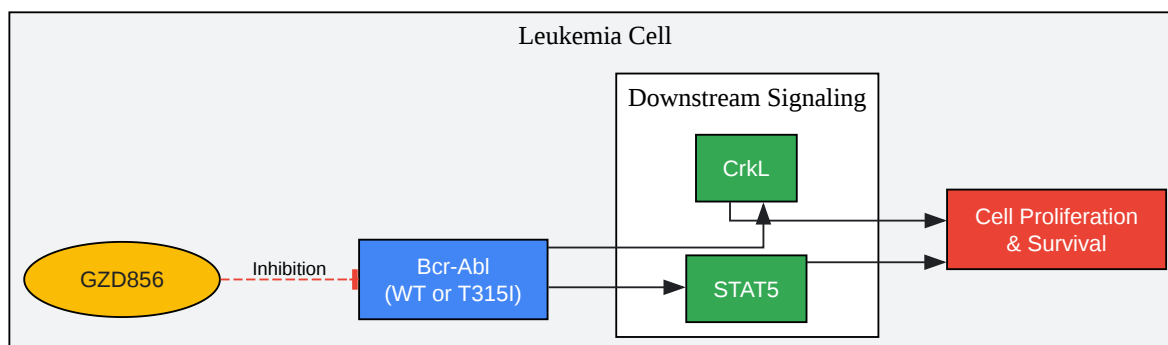 Leukemia Cell
Downstream Signaling
CrkL
Cell Proliferation
& Survival
Inhibition
GZD856
Bcr-Abl
(WT or T315I)
STAT5